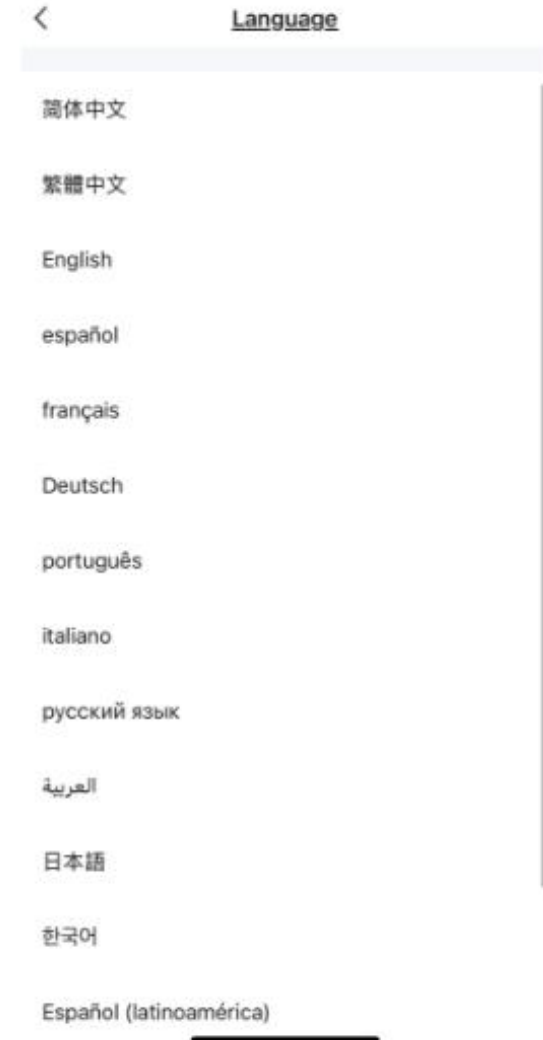 Language
简体中文
繁體中文
English
español
français
Deutsch
português
italiano
русский язык
العربية
日本語
한국어
Español (latinoamérica)